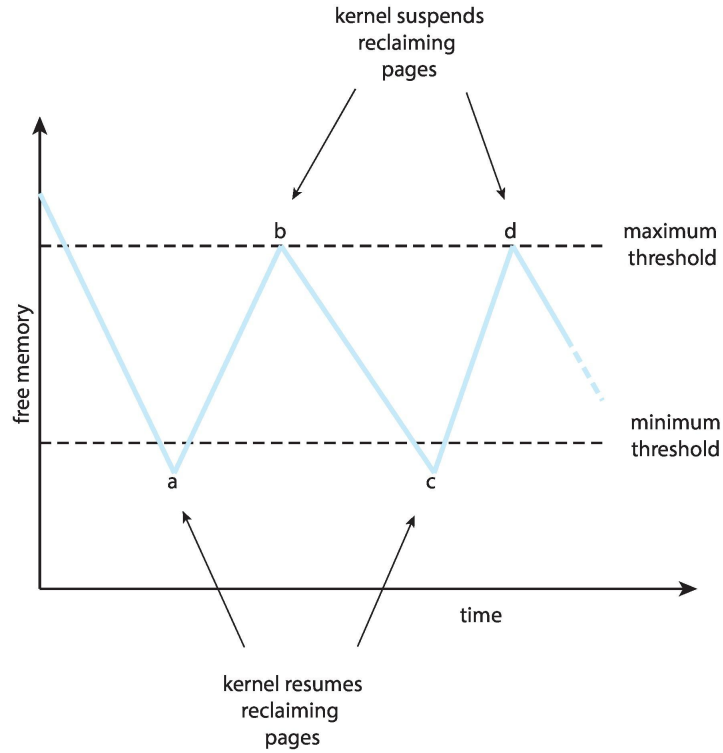 kernel suspends
reclaiming
pages
b
d
maximum
threshold
free memory
minimum
threshold
a
c
time
kernel resumes
reclaiming
pages